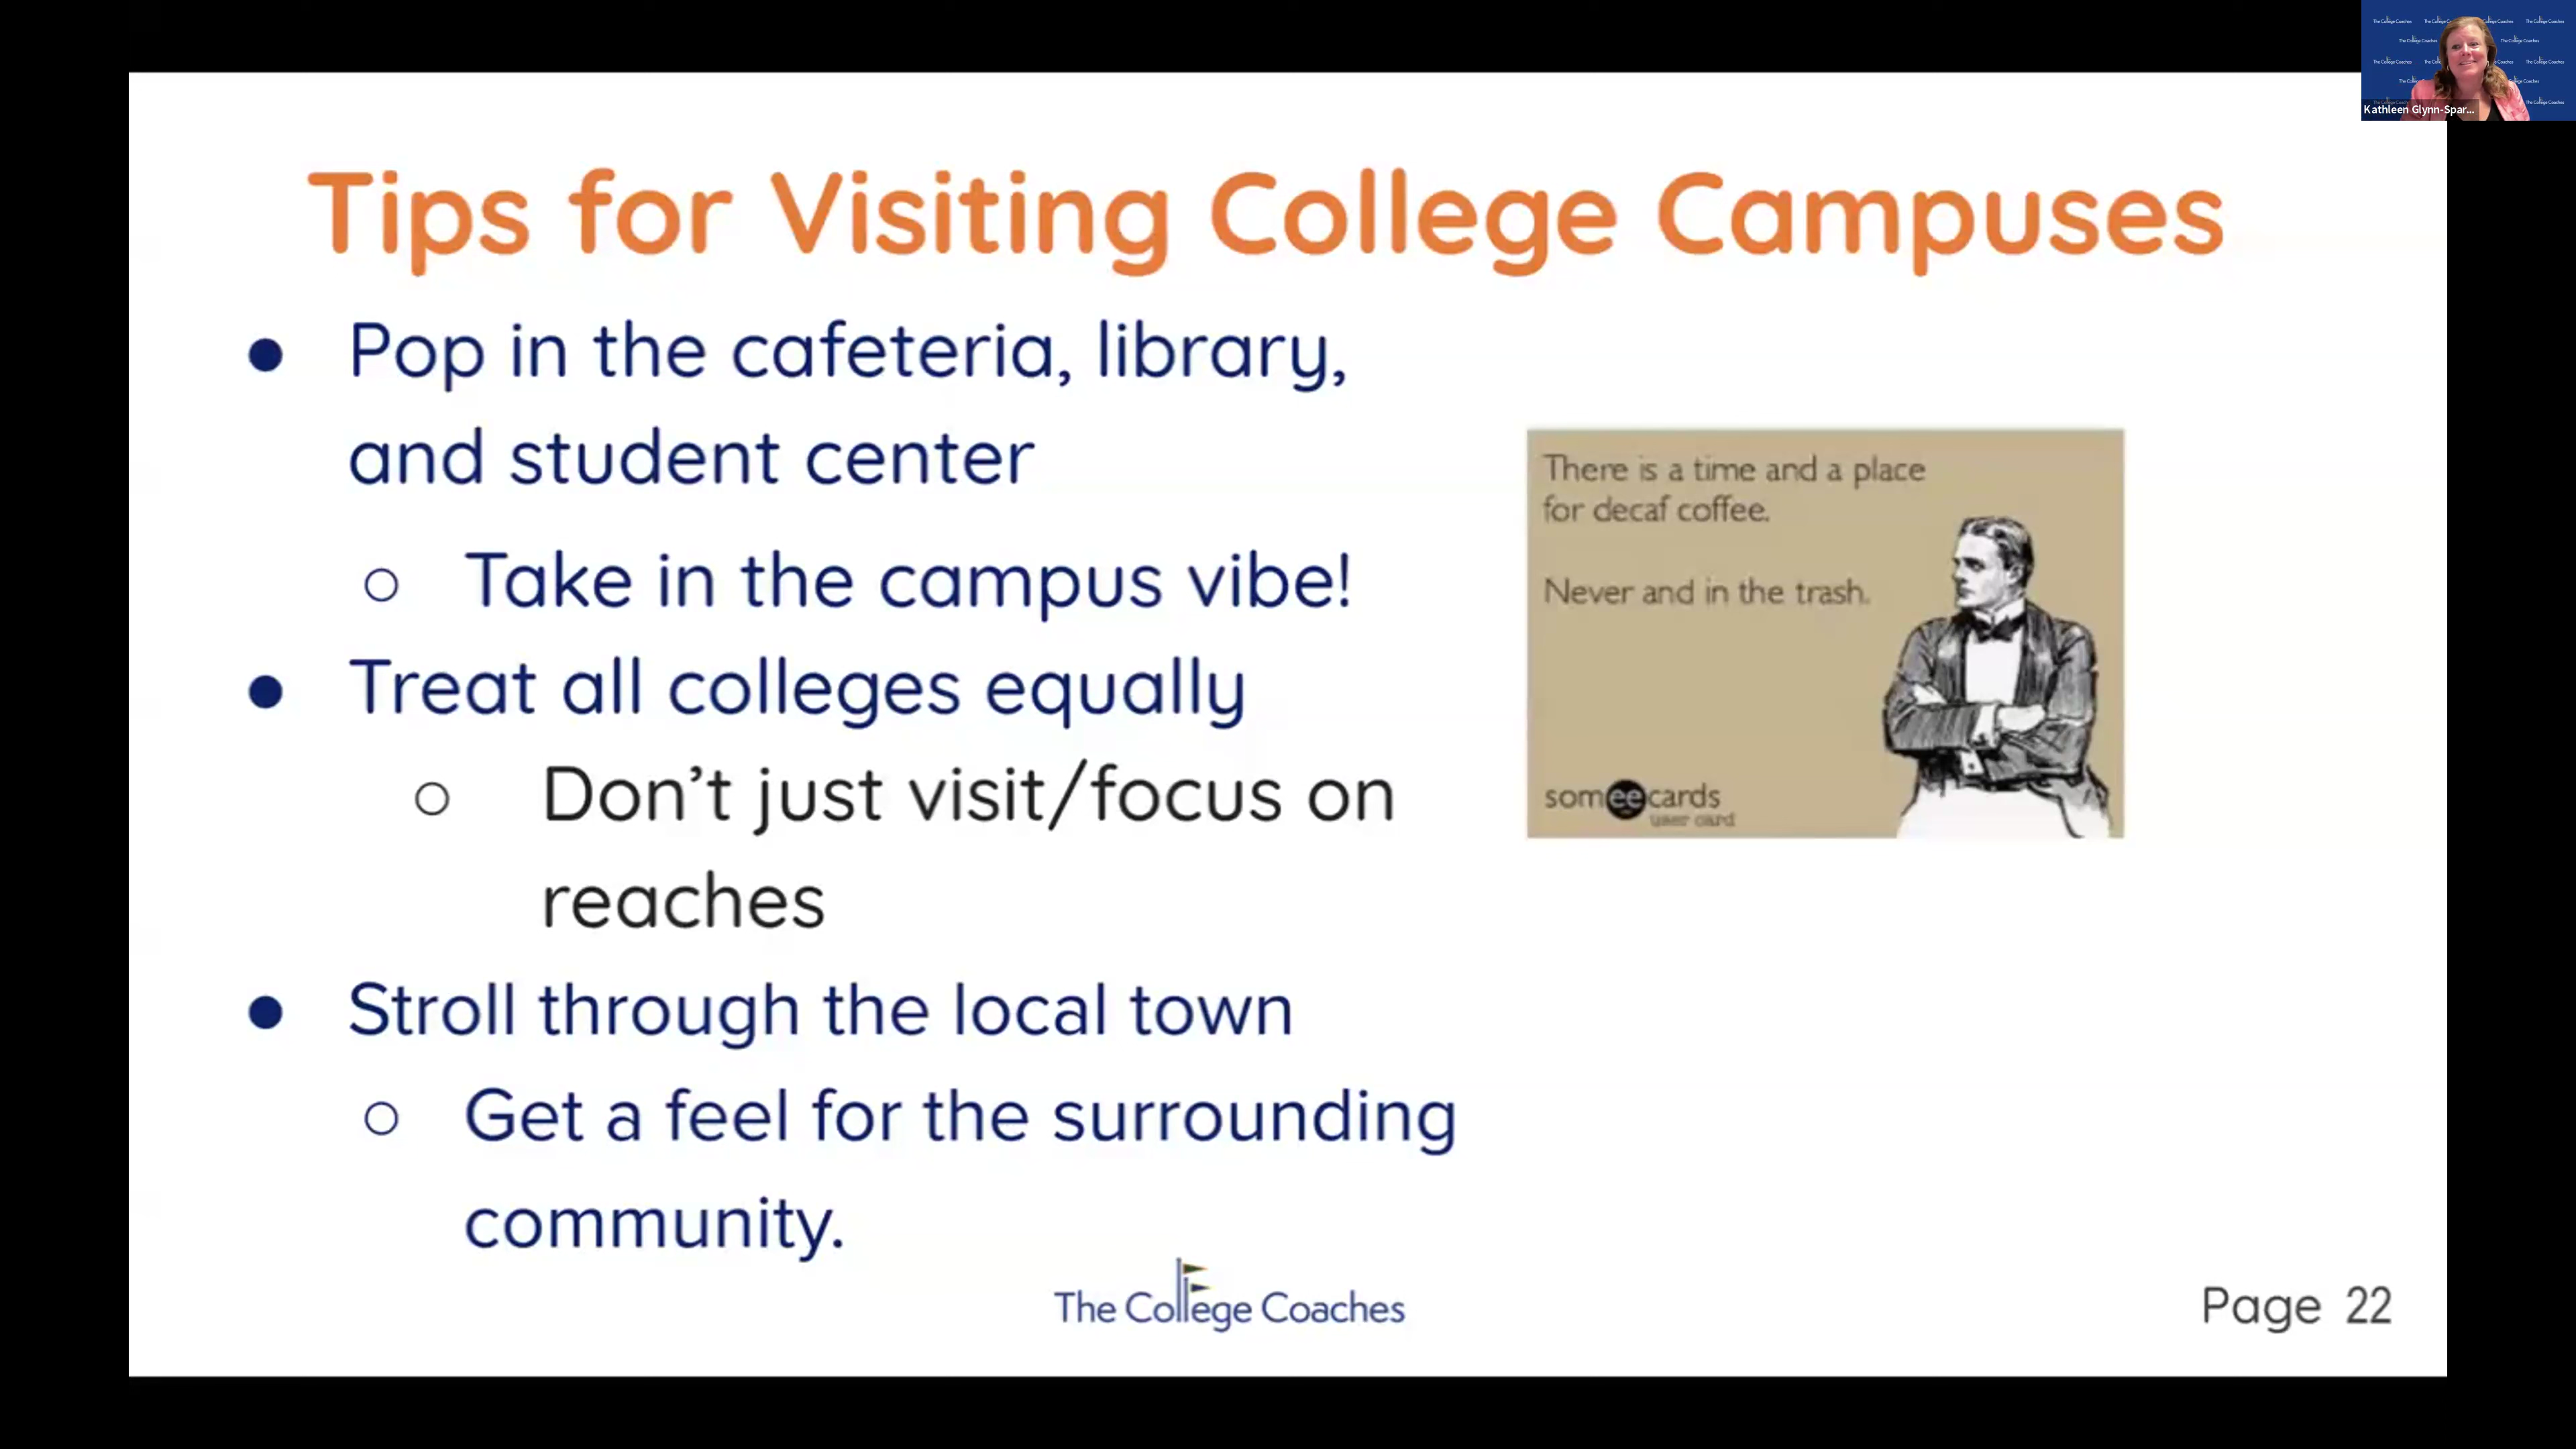 Tips for Visiting College Campuses
● Pop in the cafeteria, library,
and student center
○ Take in the campus vibe!
● Treat all colleges equally
○ Don’t just visit/focus on
reaches
● Stroll through the local town
○ Get a feel for the surrounding
community.
There is a time and a place
for decaf coffee.
Never and in the trash.
someecards
user card
The College Coaches
Page 22
Kathleen Glynn-Spar...
The College Coaches